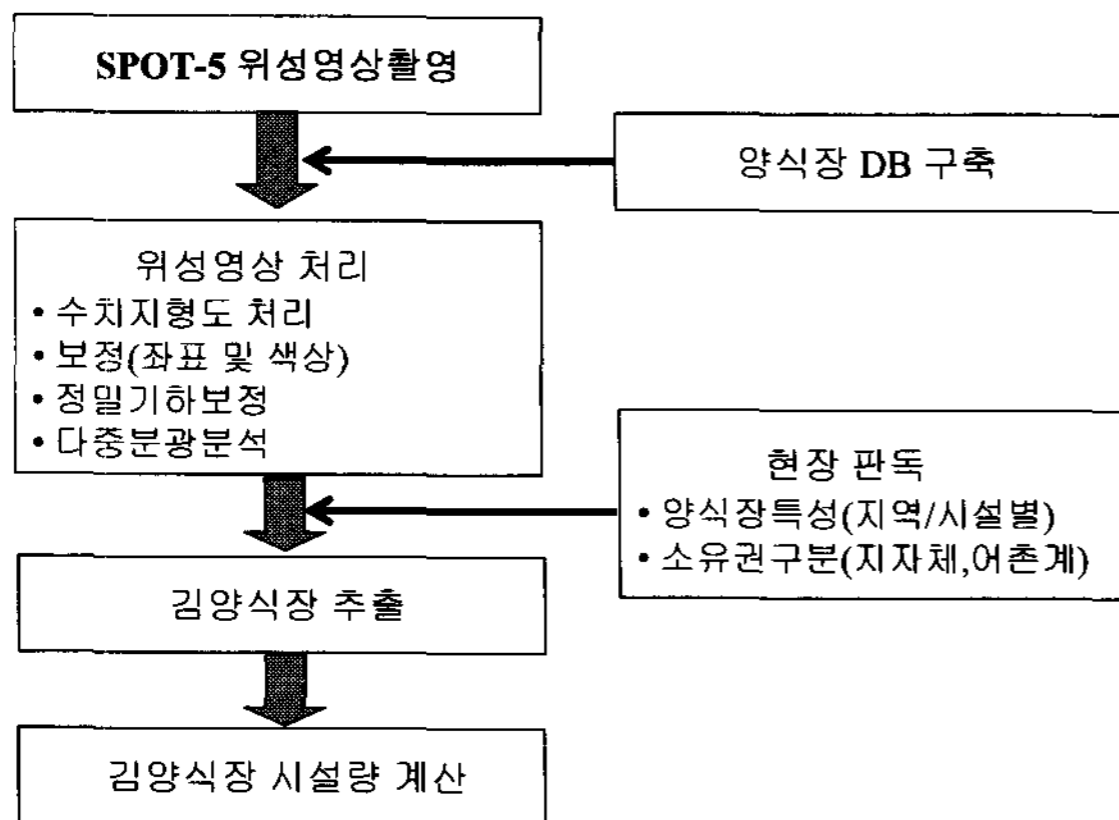 SPOT-5 위성영상촬영
양식장 DB 구축
위성영상 처리
• 수치지형도 처리
• 보정(좌표 및 색상)
• 정밀기하보정
• 다중분광분석
현장 판독
• 양식장특성(지역/시설별)
• 소유권구분(지자체,어촌계)
김양식장 추출
김양식장 시설량 계산